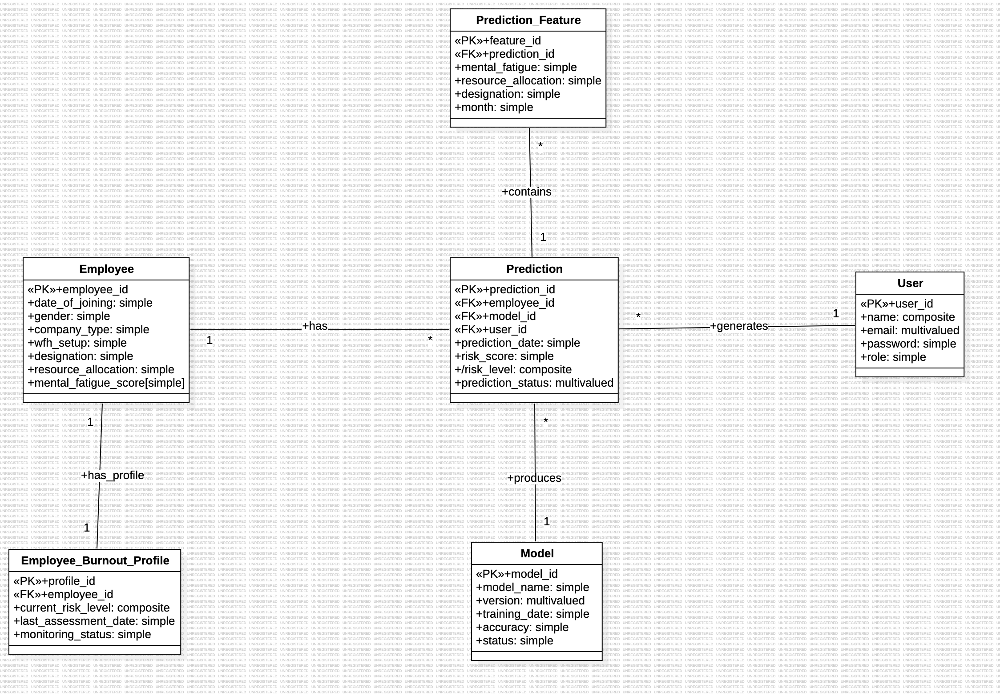 Prediction_Feature
«PK»+feature_id
«FK»+prediction_id
+mental_fatigue: simple
+resource_allocation: simple
+designation: simple
+month: simple
*
+contains
1
Employee
«PK»+employee_id
+date_of_joining: simple
+gender: simple
+company_type: simple
+wfh_setup: simple
+designation: simple
+resource_allocation: simple
+mental_fatigue_score[simple]
+has
1
*
Prediction
«PK»+prediction_id
«FK»+employee_id
«FK»+model_id
«FK»+user_id
+prediction_date: simple
+risk_score: simple
+/risk_level: composite
+prediction_status: multivalued
*
+generates
1
User
«PK»+user_id
+name: composite
+email: multivalued
+password: simple
+role: simple
1
+has_profile
1
*
+produces
1
Employee_Burnout_Profile
«PK»+profile_id
«FK»+employee_id
+current_risk_level: composite
+last_assessment_date: simple
+monitoring_status: simple
Model
«PK»+model_id
+model_name: simple
+version: multivalued
+training_date: simple
+accuracy: simple
+status: simple
UNREGISTERED